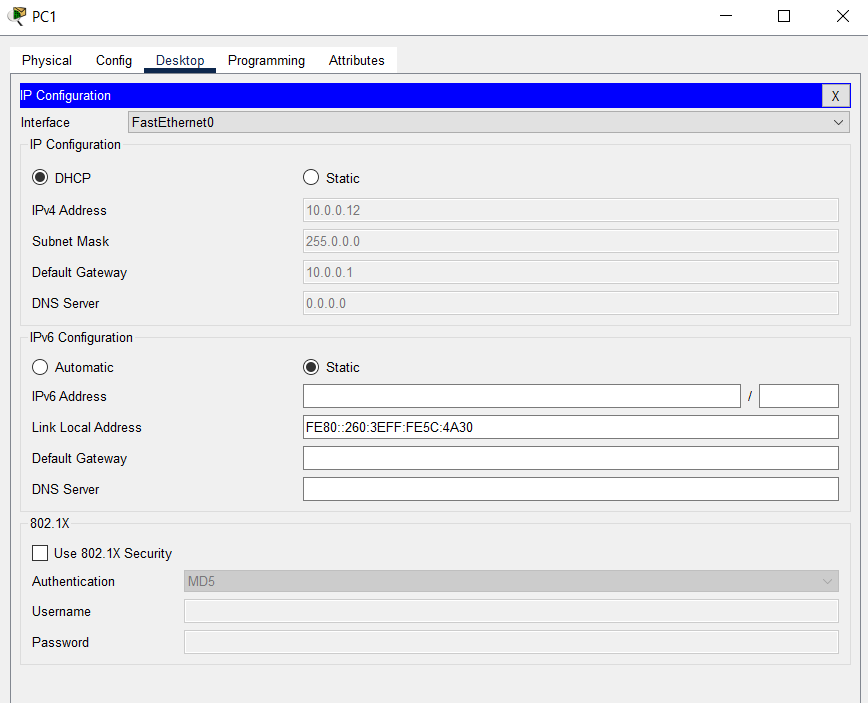 PC1
Physical Config Desktop Programming Attributes
IP Configuration X
Interface FastEthernet0
IP Configuration
DHCP Static
IPv4 Address 10.0.0.12
Subnet Mask 255.0.0.0
Default Gateway 10.0.0.1
DNS Server 0.0.0.0
IPv6 Configuration
Automatic Static
IPv6 Address /
Link Local Address FE80::260:3EFF:FE5C:4A30
Default Gateway
DNS Server
802.1X
Use 802.1X Security
Authentication MD5
Username
Password